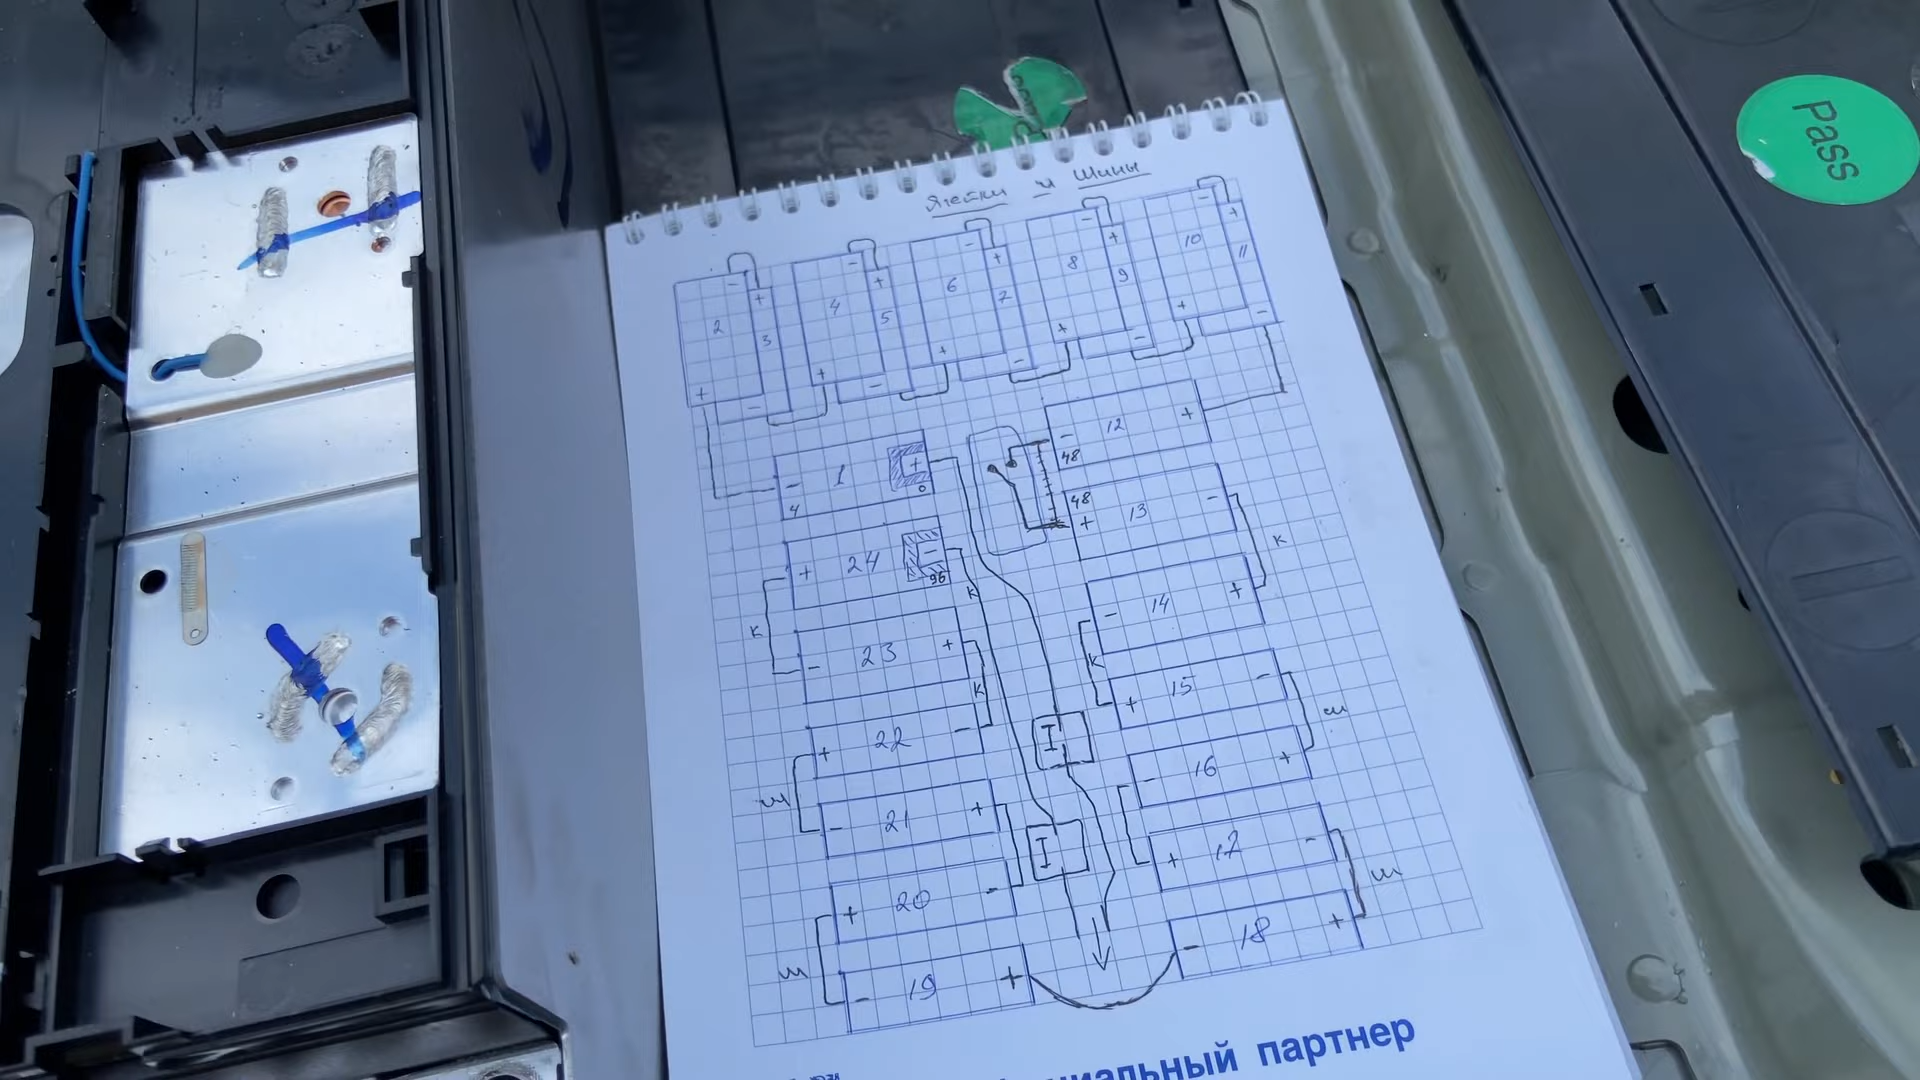 Ячейки и Шины
Pass
- - - - -
+ + + + +
2 3 4 5 6 7 8 9 10 11
+ + + + +
- - - - -
- 12 +
48
- 1 +
4 0
48
+ 13 -
+ 24 -
96
к
к
к
- 14 +
к
- 23 +
к
к
+ 15 -
+ 22 -
ш
I
ш
- 16 +
- 21 +
I
+ 17 -
+ 20 -
ш
ш
- 18 +
- 19 +
партнер